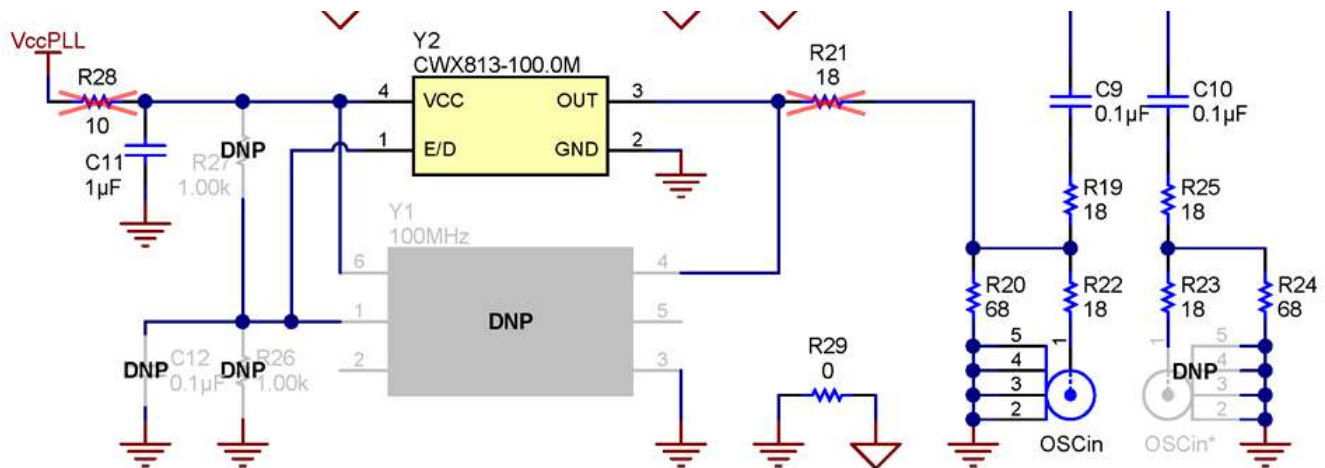 VccPLL
R28
10
C11
1µF
DNP
R27
1.00k
Y2
CWX813-100.0M
4
VCC
OUT
3
1
E/D
GND
2
R21
18
C9
0.1µF
C10
0.1µF
R19
18
R25
18
Y1
100MHz
6
4
1
DNP
5
2
3
DNP
C12
0.1µF
DNP
R26
1.00k
R29
0
R20
68
R22
18
R23
18
R24
68
5
4
3
2
1
OSCin
1
DNP
5
4
3
2
OSCin*